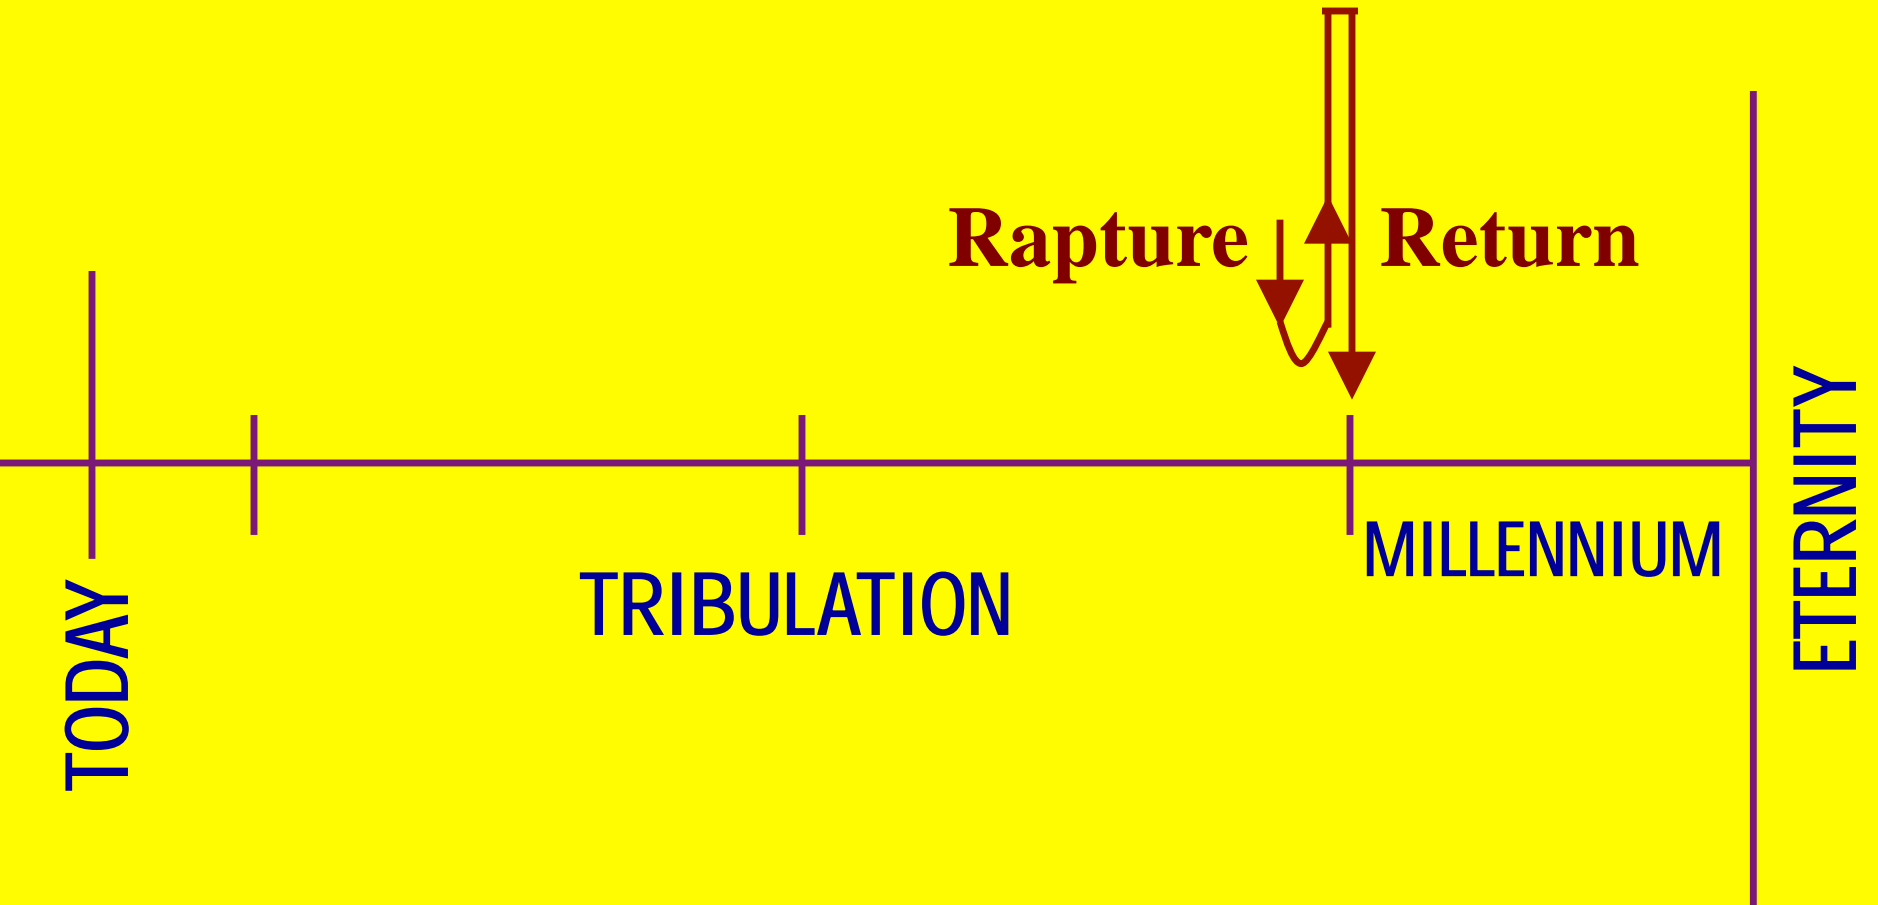 Rapture
Return
TODAY
TRIBULATION
MILLENNIUM
ETERNITY